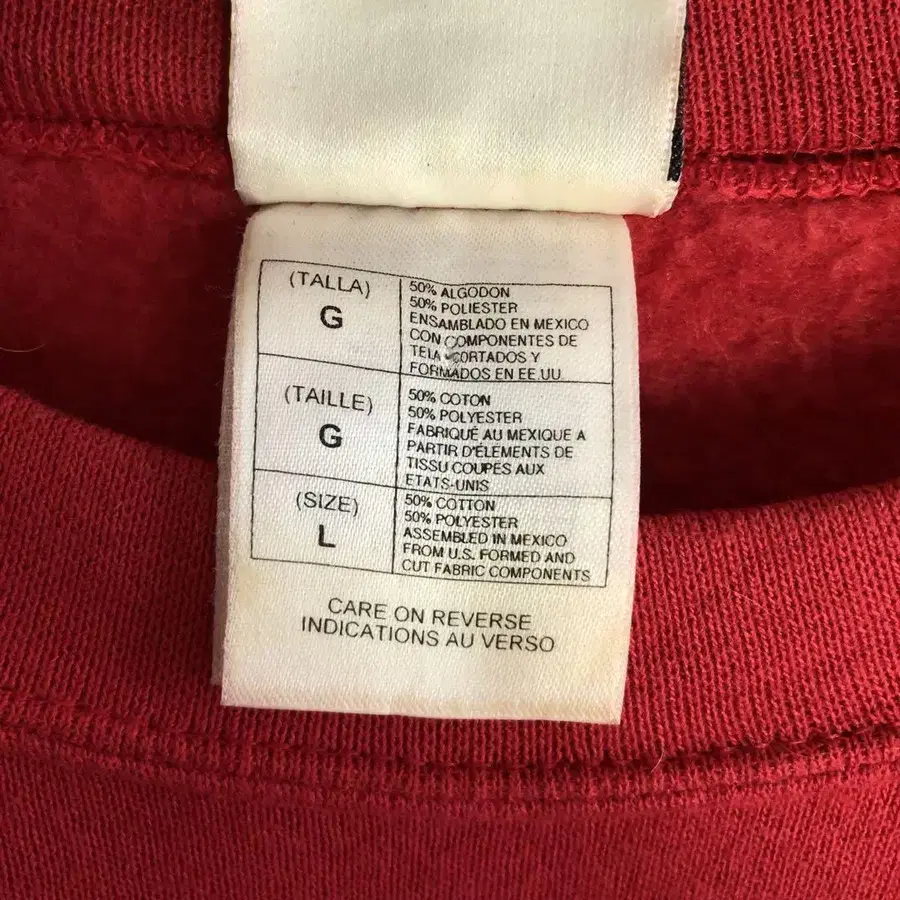 (TALLA)
G
50% ALGODON
50% POLIESTER
ENSAMBLADO EN MEXICO
CON COMPONENTES DE
TELA CORTADOS Y
FORMADOS EN EE.UU.
(TAILLE)
G
50% COTON
50% POLYESTER
FABRIQUÉ AU MEXIQUE A
PARTIR D'ÉLEMENTS DE
TISSU COUPÉS AUX
ETATS-UNIS
(SIZE)
L
50% COTTON
50% POLYESTER
ASSEMBLED IN MEXICO
FROM U.S. FORMED AND
CUT FABRIC COMPONENTS
CARE ON REVERSE
INDICATIONS AU VERSO